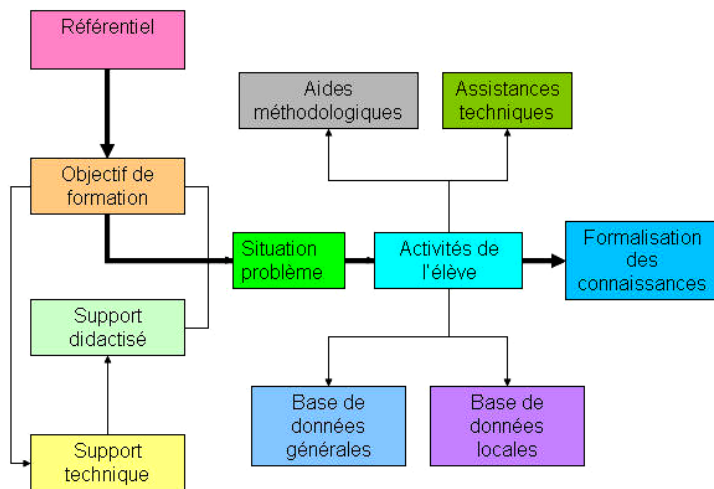 Référentiel
Aides
méthodologiques
Assistances
techniques
Objectif de
formation
Situation
problème
Activités de
l'élève
Formalisation
des
connaissances
Support
didactisé
Base de
données
générales
Base de
données
locales
Support
technique